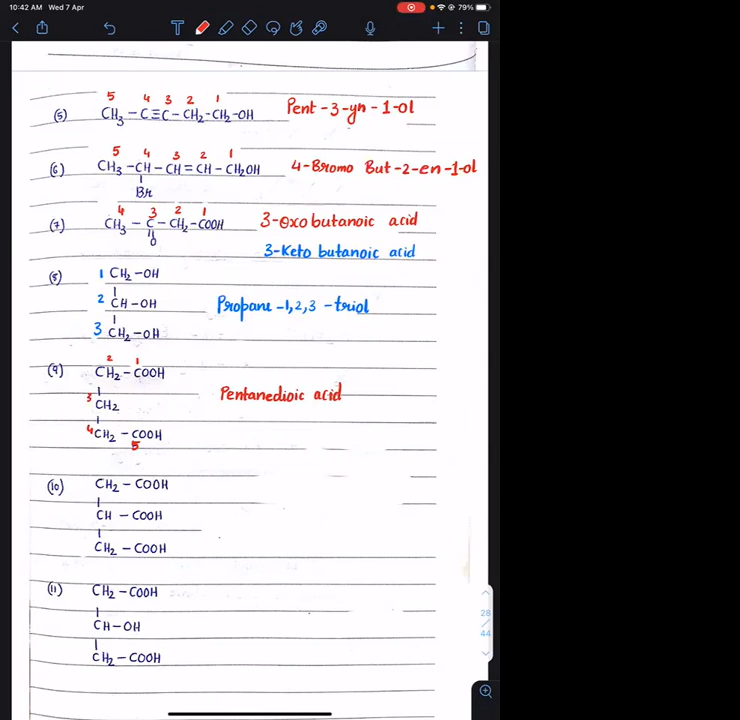 10:42 AM Wed 7 Apr
79%
5 4 3 2 1
(5) CH₃ – C≡C – CH₂ – CH₂ – OH Pent-3-yn-1-ol
5 4 3 2 1
(6) CH₃ – CH – CH = CH – CH₂OH 4-Bromo But-2-en-1-ol
Br
4 3 2 1
(7) CH₃ – C – CH₂ – COOH 3-Oxobutanoic acid
O
3-Keto butanoic acid
(8) 1 CH₂ – OH
2 CH – OH Propane-1,2,3-triol
3 CH₂ – OH
2 1
(9) CH₂ – COOH
3 CH₂ Pentanedioic acid
4 CH₂ – COOH
5
(10) CH₂ – COOH
CH – COOH
CH₂ – COOH
(11) CH₂ – COOH
CH – OH
CH₂ – COOH
28
/
44